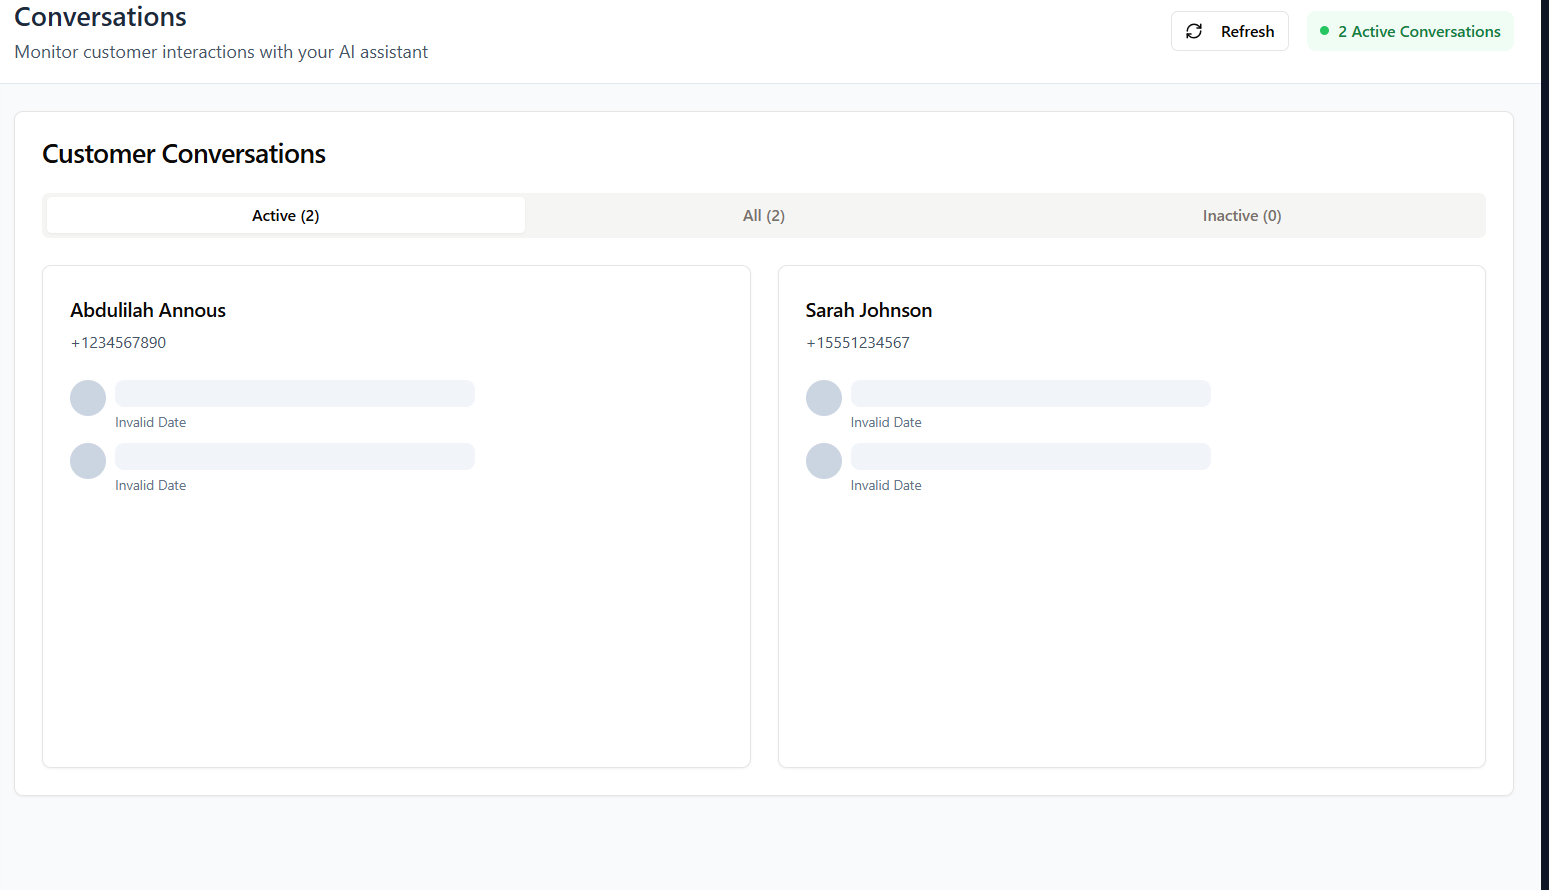 Conversations
Monitor customer interactions with your AI assistant
Refresh
2 Active Conversations
Customer Conversations
Active (2)
All (2)
Inactive (0)
Abdulilah Annous
+1234567890
Invalid Date
Invalid Date
Sarah Johnson
+15551234567
Invalid Date
Invalid Date